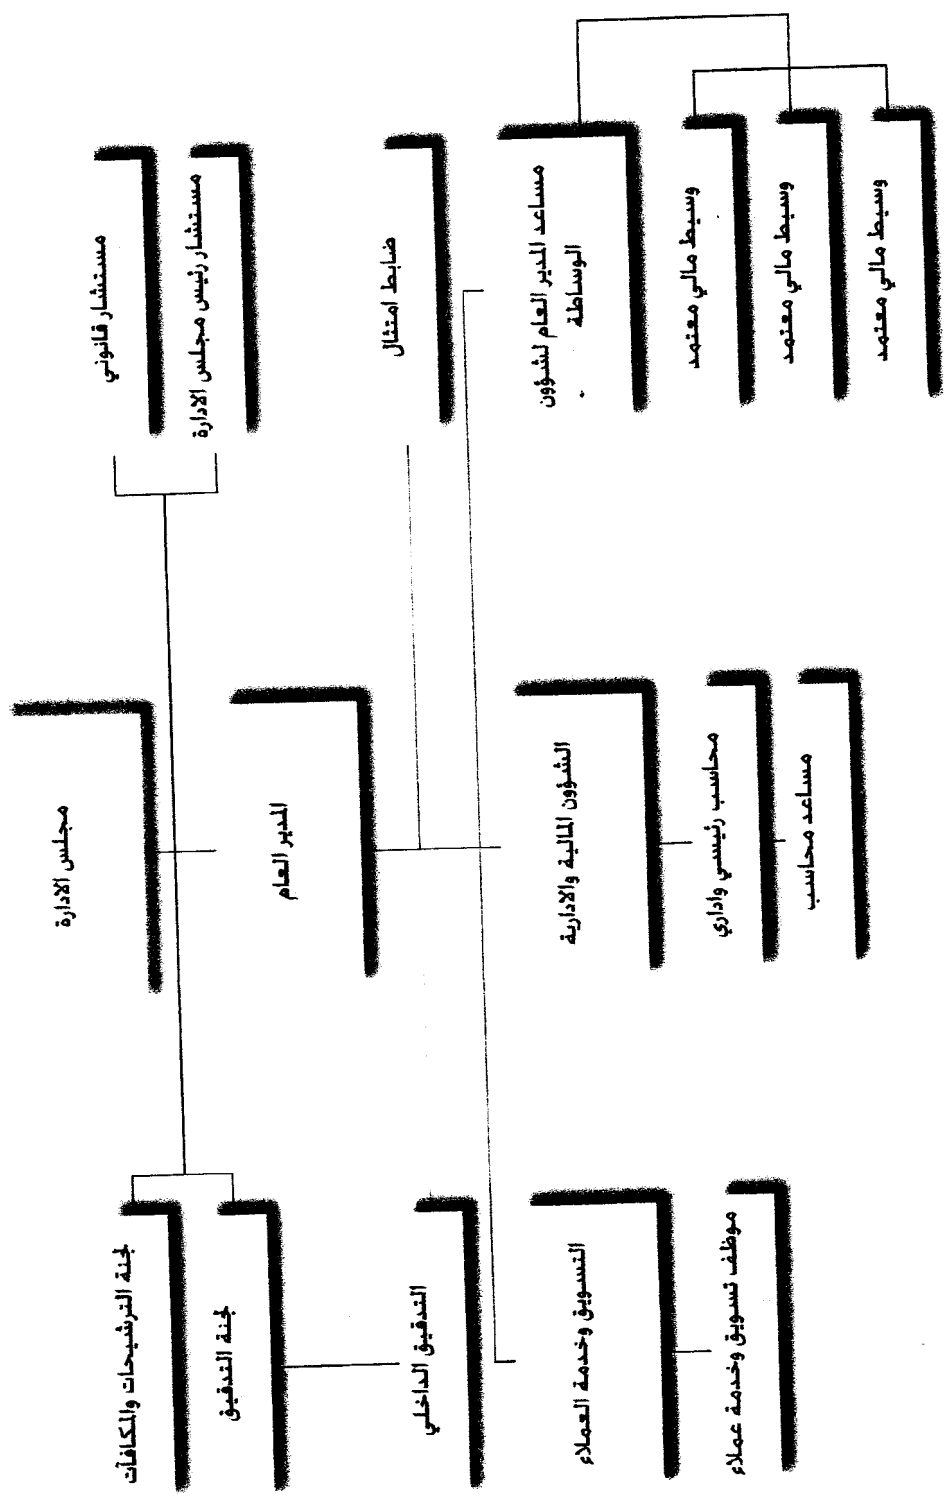 مجلس الادارة
مستشار قانوني
مستشار رئيس مجلس الادارة
لجنة الترشيحات والمكافآت
لجنة التدقيق
المدير العام
ضابط امتثال
التدقيق الداخلي
مساعد المدير العام لشؤون
الوساطة
وسيط مالي معتمد
وسيط مالي معتمد
وسيط مالي معتمد
الشؤون المالية والادارية
محاسب رئيسي واداري
مساعد محاسب
التسويق وخدمة العملاء
موظف تسويق وخدمة عملاء